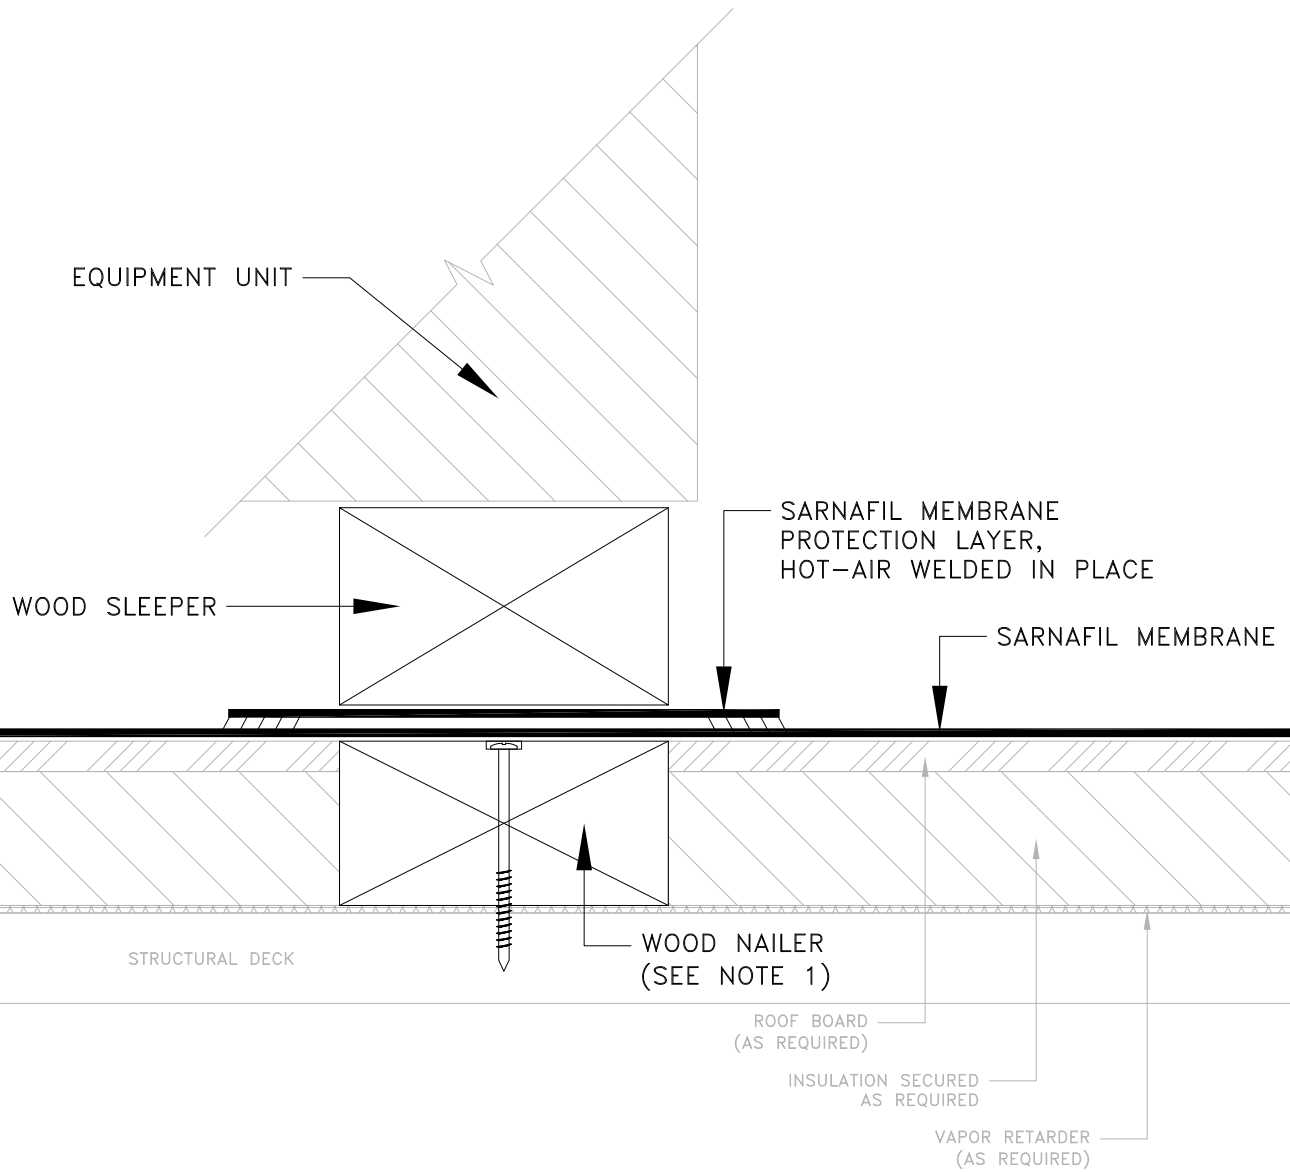 EQUIPMENT UNIT
SARNAFIL MEMBRANE
PROTECTION LAYER,
HOT-AIR WELDED IN PLACE
WOOD SLEEPER
SARNAFIL MEMBRANE
WOOD NAILER
(SEE NOTE 1)
STRUCTURAL DECK
ROOF BOARD
(AS REQUIRED)
INSULATION SECURED
AS REQUIRED
VAPOR RETARDER
(AS REQUIRED)